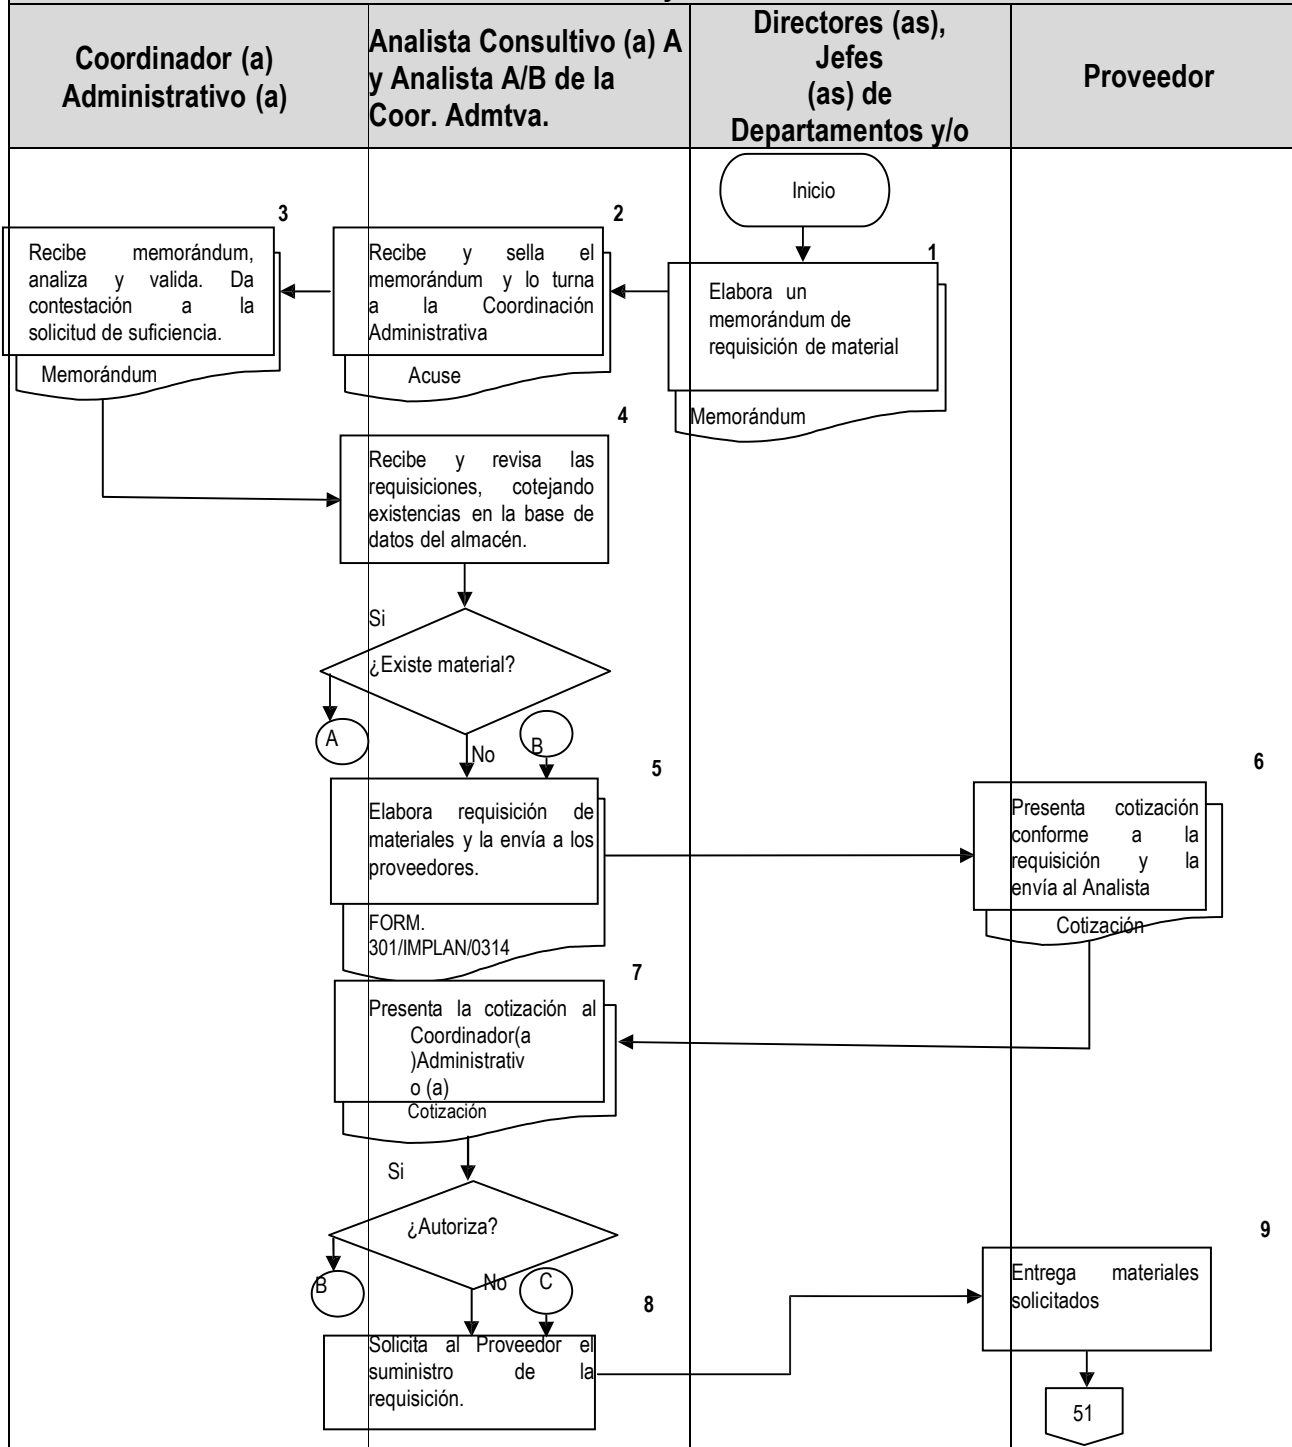 Coordinador (a)
Administrativo (a)
Analista Consultivo (a) A
y Analista A/B de la
Coor. Admtva.
Directores (as),
Jefes
(as) de
Departamentos y/o
Proveedor
Inicio
1
Elabora un
memorándum de
requisición de material
Memorándum
2
Recibe y sella el
memorándum y lo turna
a la Coordinación
Administrativa
Acuse
3
Recibe memorándum,
analiza y valida. Da
contestación a la
solicitud de suficiencia.
Memorándum
4
Recibe y revisa las
requisiciones, cotejando
existencias en la base de
datos del almacén.
Si
¿Existe material?
A
No
B
5
Elabora requisición de
materiales y la envía a los
proveedores.
FORM.
301/IMPLAN/0314
6
Presenta cotización
conforme a la
requisición y la
envía al Analista
Cotización
7
Presenta la cotización al
Coordinador(a
)Administrativ
o (a)
Cotización
Si
¿Autoriza?
B
No
C
8
Solicita al Proveedor el
suministro de la
requisición.
9
Entrega materiales
solicitados
51